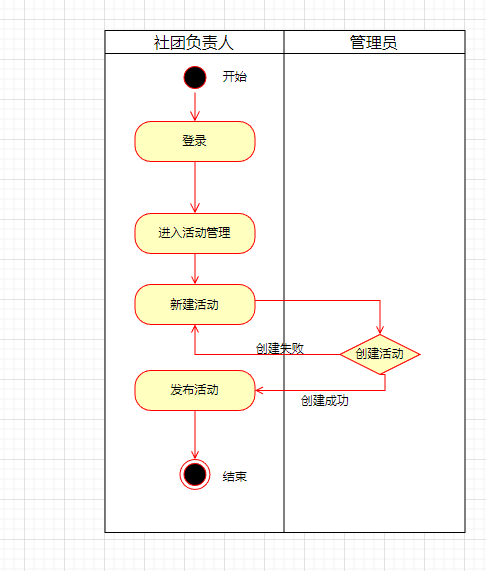 社团负责人
管理员
开始
登录
进入活动管理
新建活动
创建失败
创建活动
发布活动
创建成功
结束